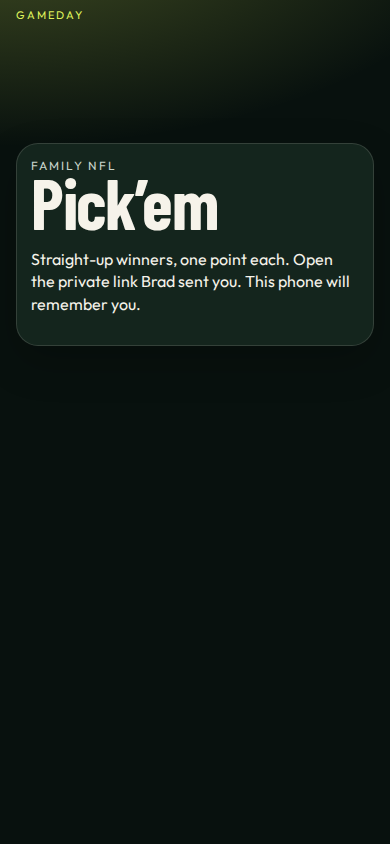 GAMEDAY
FAMILY NFL
Pick’em
Straight-up winners, one point each. Open
the private link Brad sent you. This phone will
remember you.